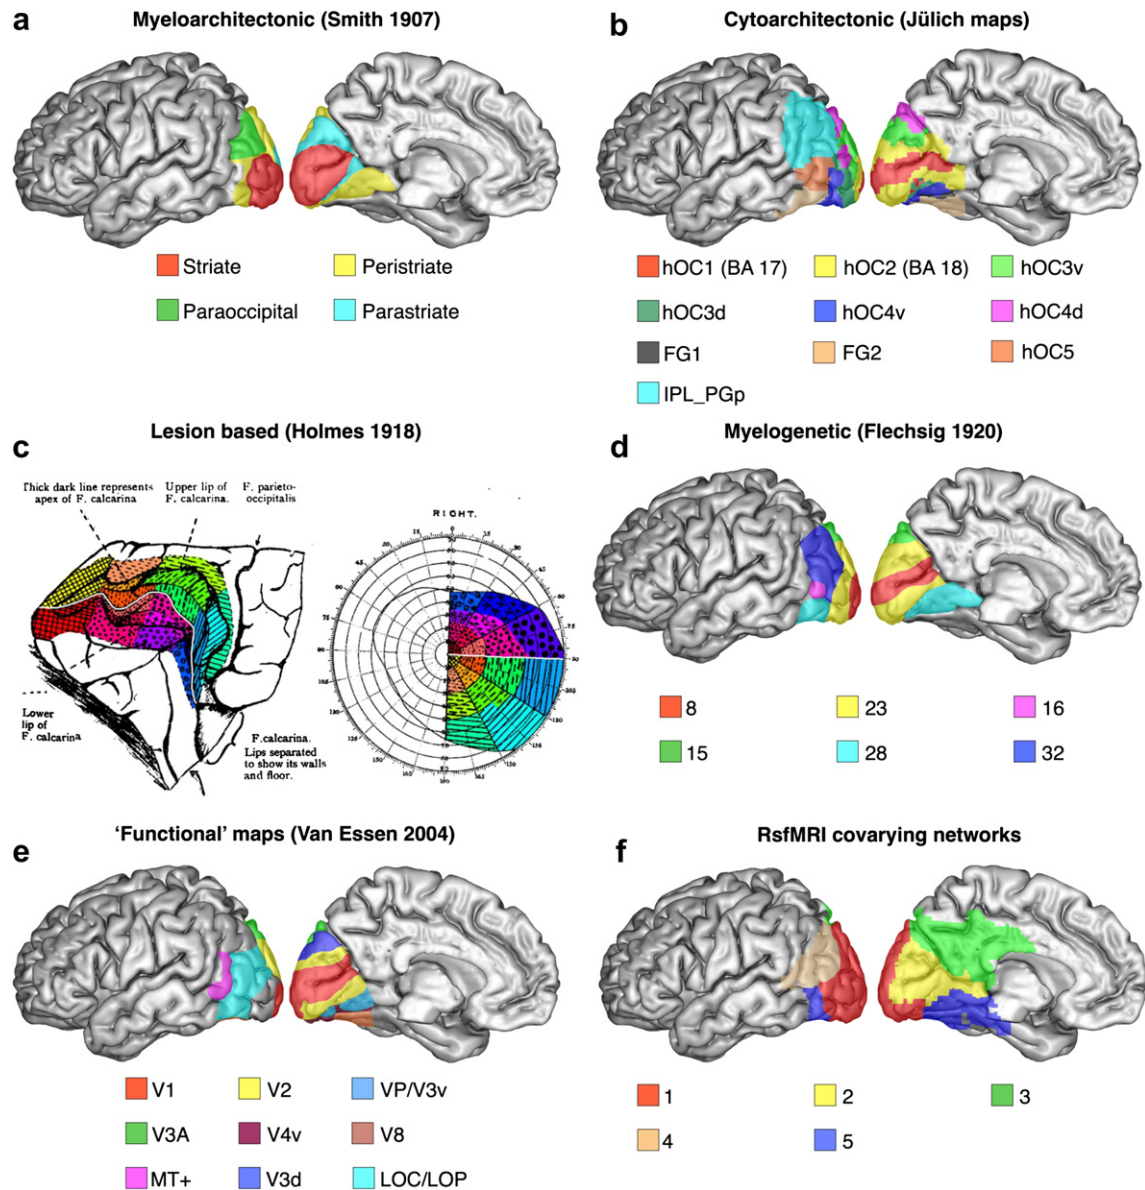 a
Myeloarchitectonic (Smith 1907)
Striate
Peristriate
Paraoccipital
Parastriate
b
Cytoarchitectonic (Jülich maps)
hOC1 (BA 17)
hOC2 (BA 18)
hOC3v
hOC3d
hOC4v
hOC4d
FG1
FG2
hOC5
IPL_PGp
c
Lesion based (Holmes 1918)
Thick dark line represents
apex of F. calcarina
Upper lip of
F. calcarina.
F. parieto-
occipitalis
Lower
lip of
F. calcarina
F.calcarina.
Lips separated
to show its walls
and floor.
RIGHT.
d
Myelogenetic (Flechsig 1920)
8
23
16
15
28
32
e
‘Functional’ maps (Van Essen 2004)
V1
V2
VP/V3v
V3A
V4v
V8
MT+
V3d
LOC/LOP
f
RsfMRI covarying networks
1
2
3
4
5